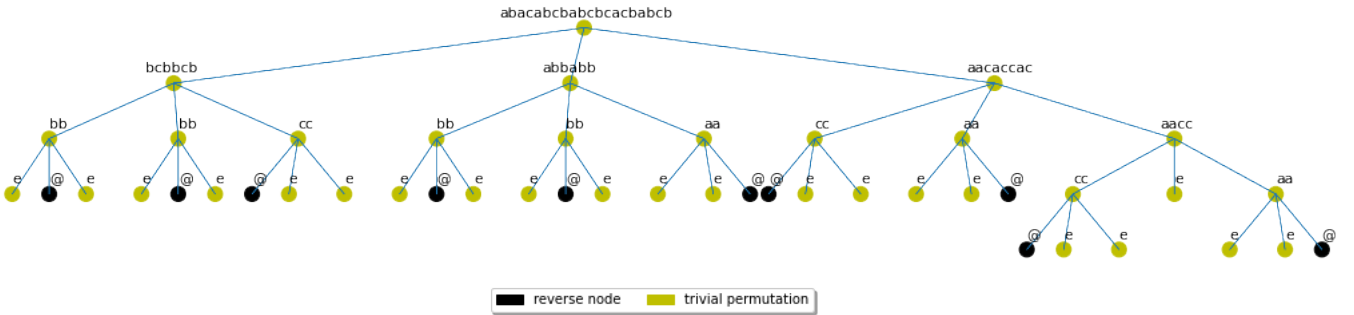 abacabcbabcbcacbabcb
bcbbcb abbabb aacaccac
bb bb cc bb bb aa cc aa aacc
e @ e e @ e @ e e e @ e e @ e e e @ @ e e e e @ cc e aa
@ e e e e @
reverse node trivial permutation